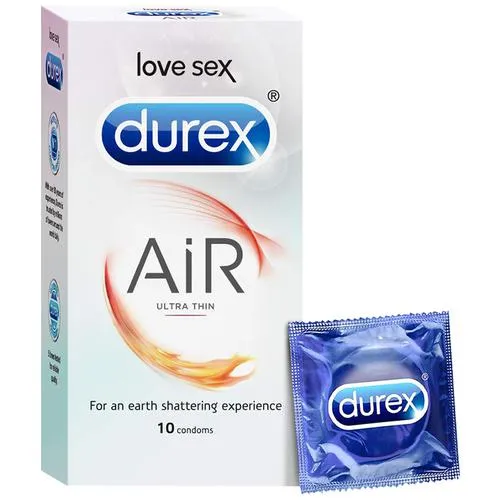 love sex
durex
®
AiR
ULTRA THIN
For an earth shattering experience
10 condoms
durex
®